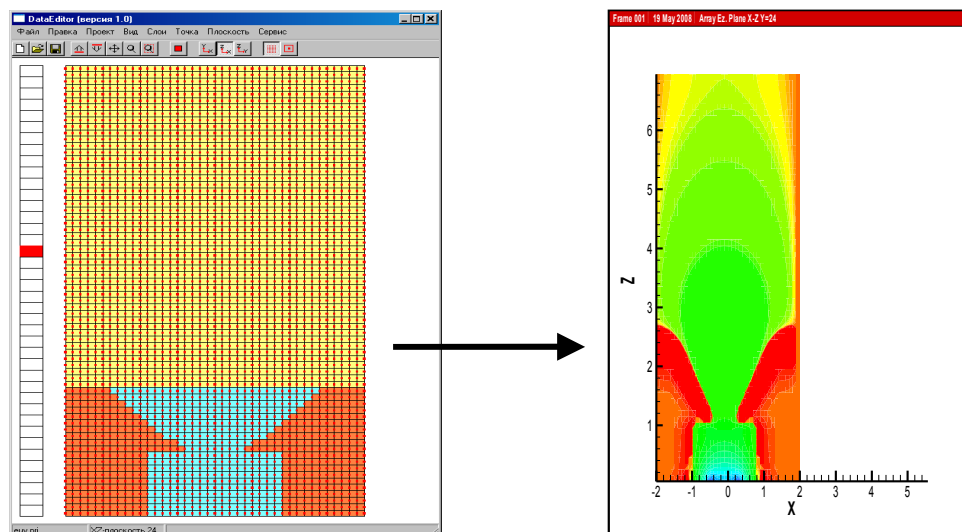 DataEditor (версия 1.0)
Файл Правка Проект Вид Слои Точка Плоскость Сервис
XZ-плоскость 24
Frame 001 19 May 2008 Array Ez. Plane X-Z Y=24
6
5
4
3
2
1
Z
-2 -1 0 1 2 3 4 5
X